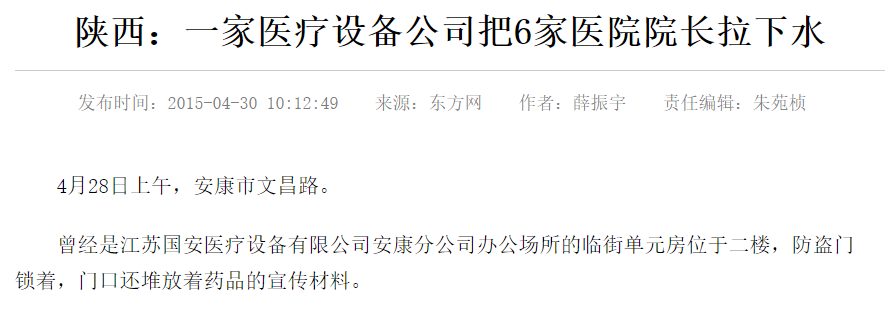 陕西：一家医疗设备公司把6家医院院长拉下水
发布时间：2015-04-30 10:12:49 来源：东方网 作者：薛振宇 责任编辑：朱苑桢
4月28日上午，安康市文昌路。
曾经是江苏国安医疗设备有限公司安康分公司办公场所的临街单元房位于二楼，防盗门
锁着，门口还堆放着药品的宣传材料。